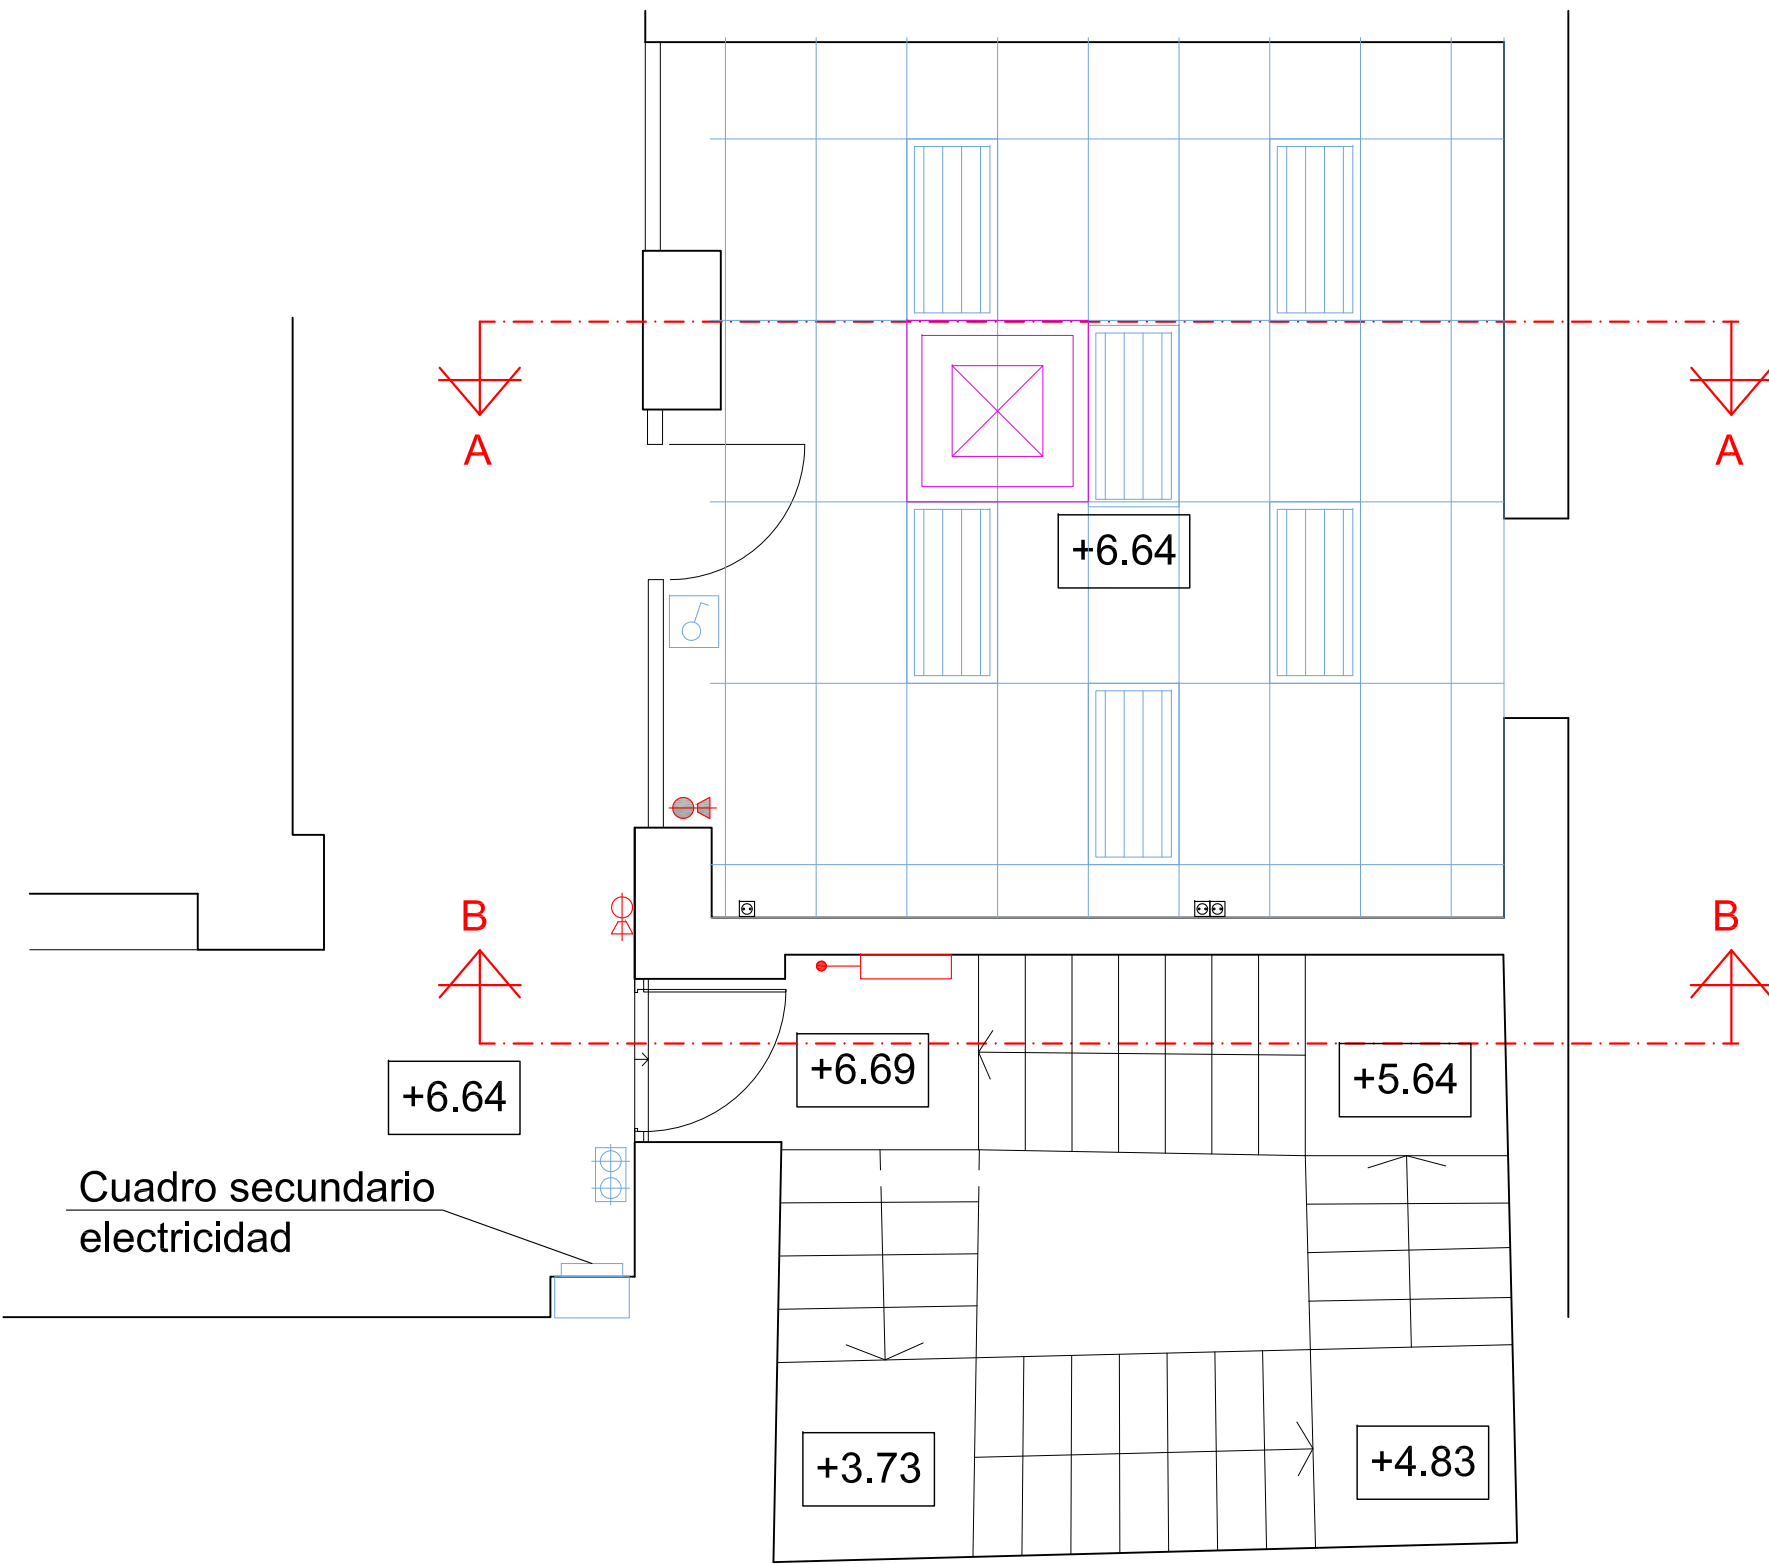 A
A
+6.64
B
B
+6.69
+5.64
+6.64
Cuadro secundario
electricidad
+3.73
+4.83